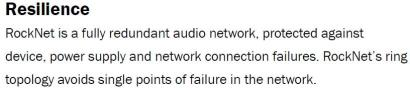 Resilience
RockNet is a fully redundant audio network, protected against
device, power supply and network connection failures. RockNet's ring
topology avoids single points of failure in the network.